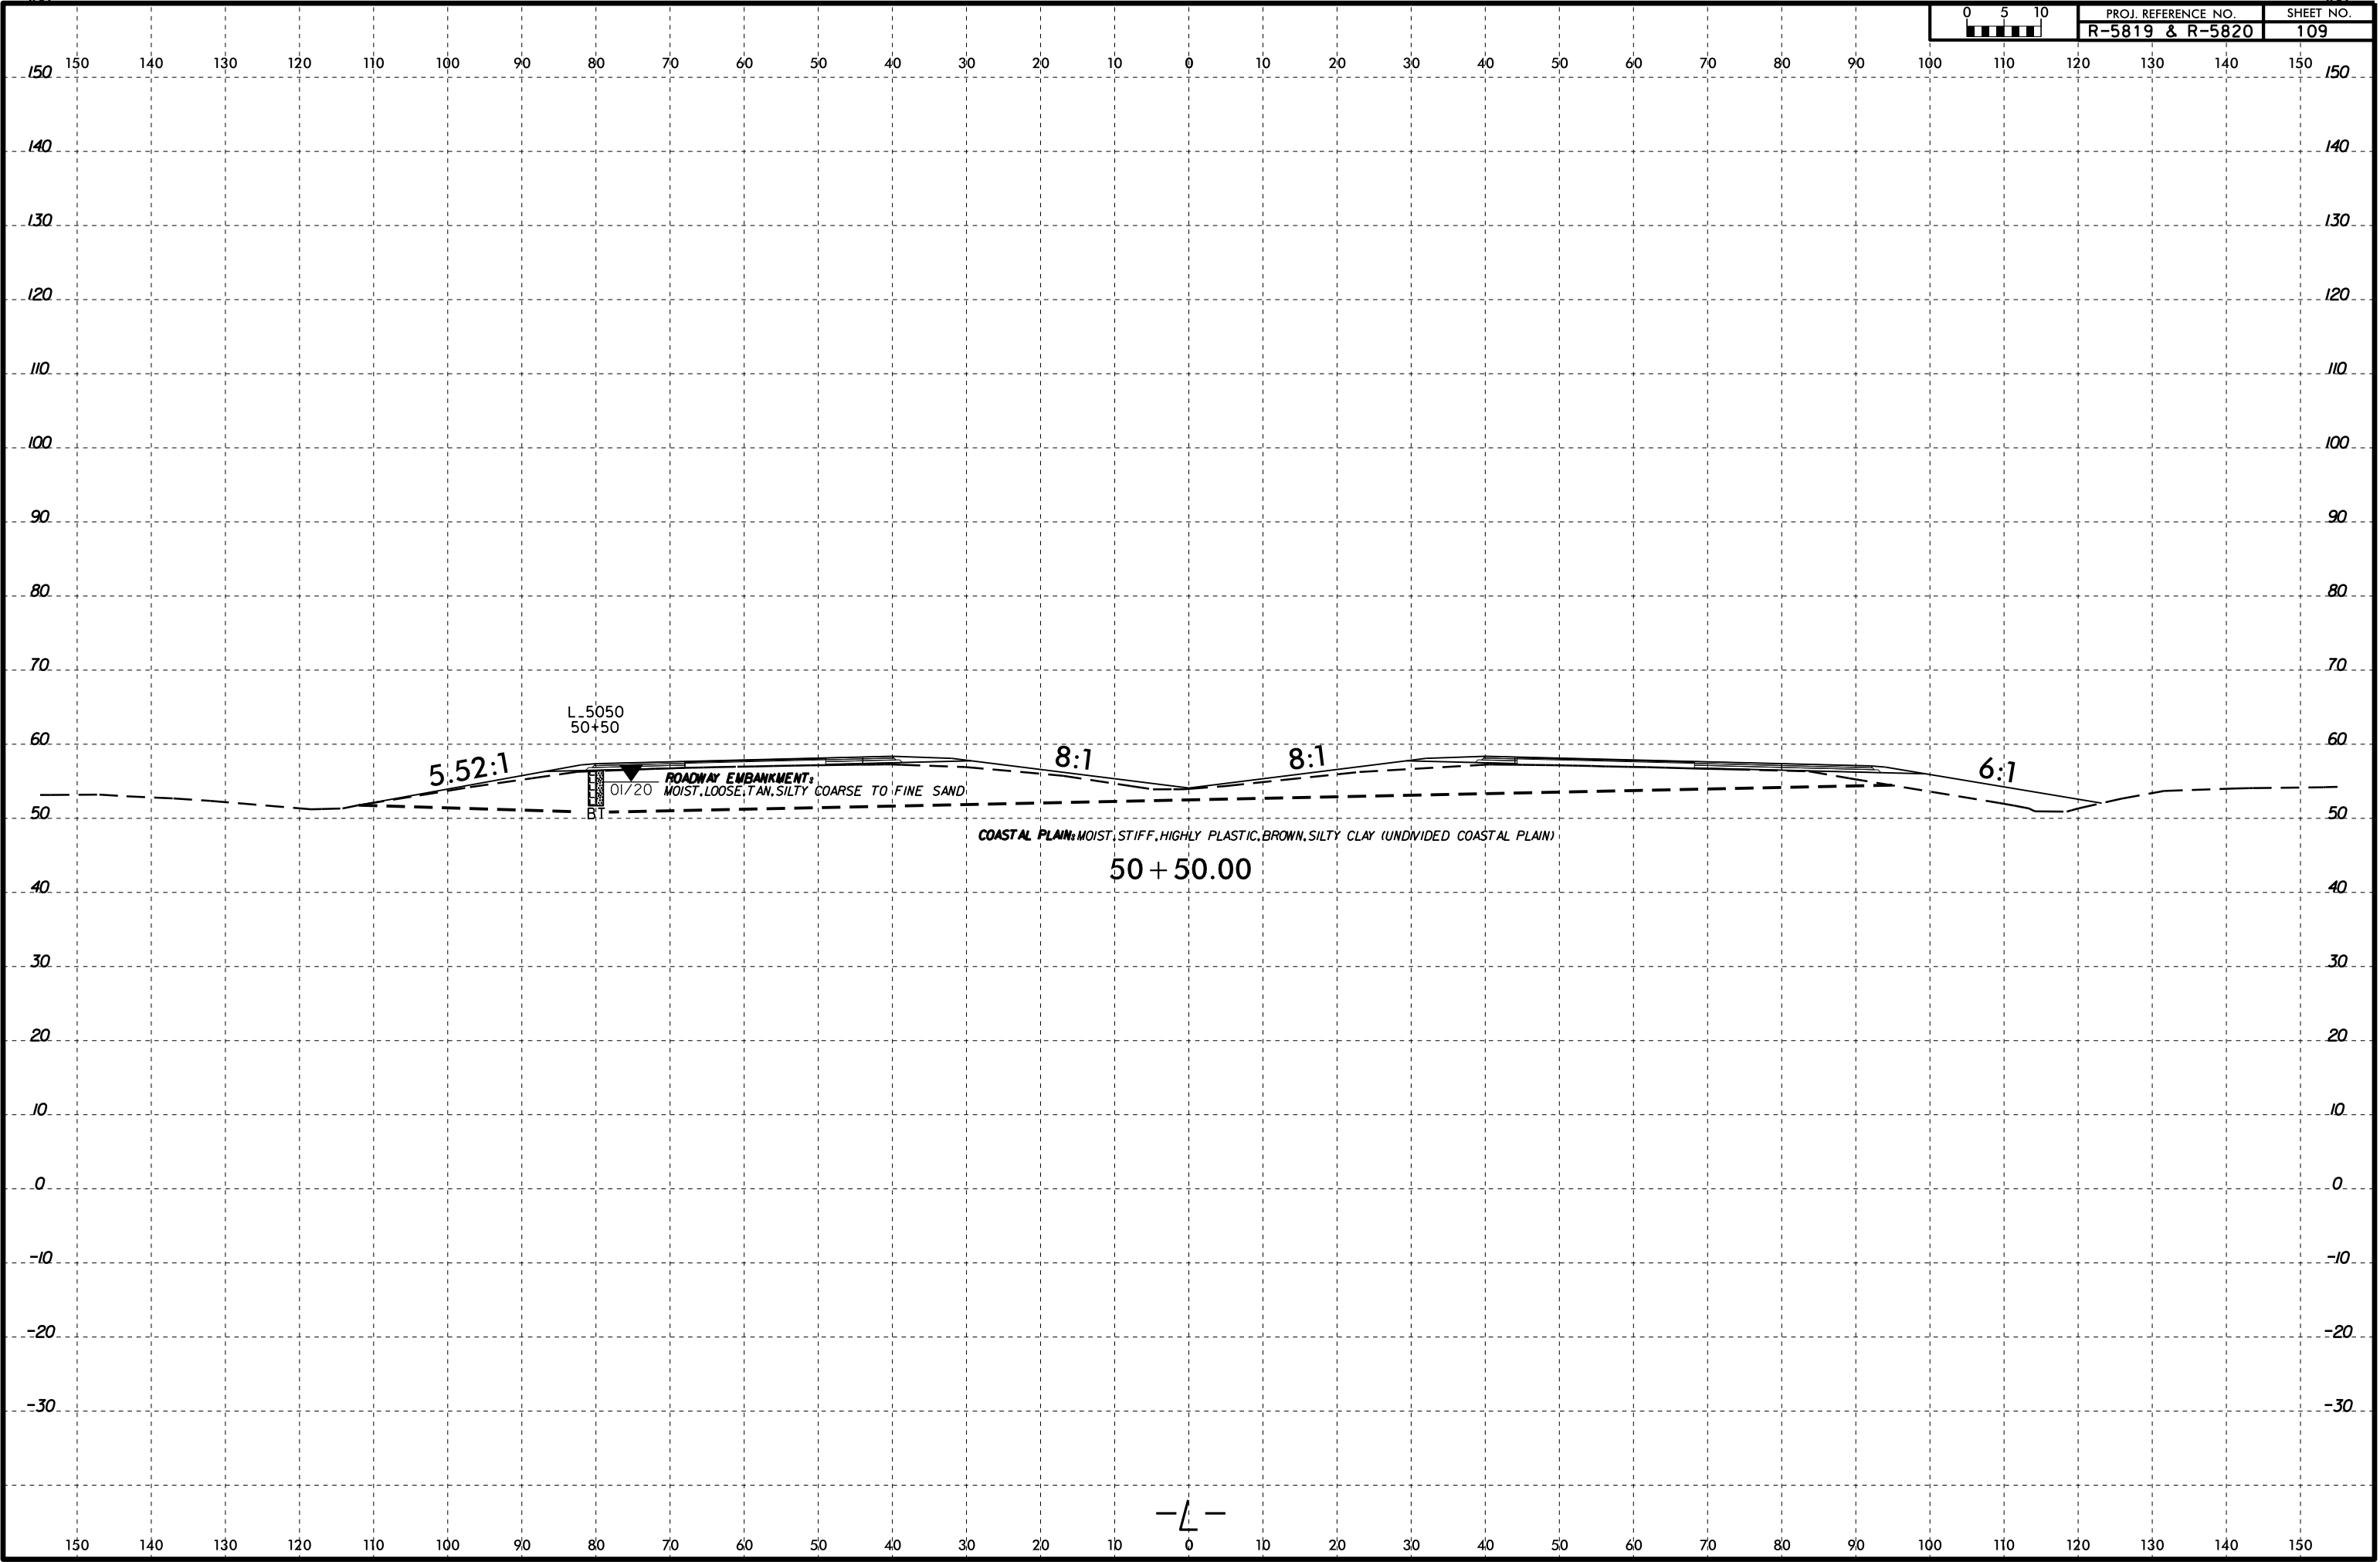 0 5 10 PROJ. REFERENCE NO. SHEET NO.
R-5819 & R-5820 109
150 140 130 120 110 100 90 80 70 60 50 40 30 20 10 0 10 20 30 40 50 60 70 80 90 100 110 120 130 140 150
150 150
140 140
130 130
120 120
110 110
100 100
90 90
80 80
70 70
L_5050
50+50
60 60
5.52:1 8:1 8:1 6:1
ROADWAY EMBANKMENT:
01/20 MOIST, LOOSE, TAN, SILTY COARSE TO FINE SAND
50 BT 50
COASTAL PLAIN: MOIST, STIFF, HIGHLY PLASTIC, BROWN, SILTY CLAY (UNDIVIDED COASTAL PLAIN)
50+50.00
40 40
30 30
20 20
10 10
0 0
-10 -10
-20 -20
-30 -30
-L-
150 140 130 120 110 100 90 80 70 60 50 40 30 20 10 0 10 20 30 40 50 60 70 80 90 100 110 120 130 140 150